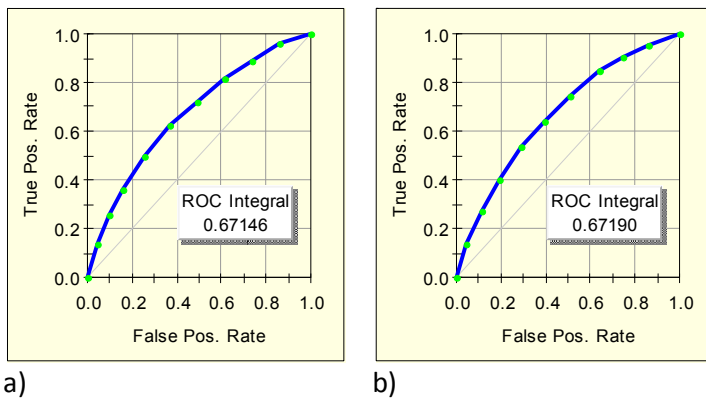 1.0
0.8
0.6
0.4
0.2
0.0
True Pos. Rate
ROC Integral
0.67146
0.0 0.2 0.4 0.6 0.8 1.0
False Pos. Rate
a)
1.0
0.8
0.6
0.4
0.2
0.0
True Pos. Rate
ROC Integral
0.67190
0.0 0.2 0.4 0.6 0.8 1.0
False Pos. Rate
b)